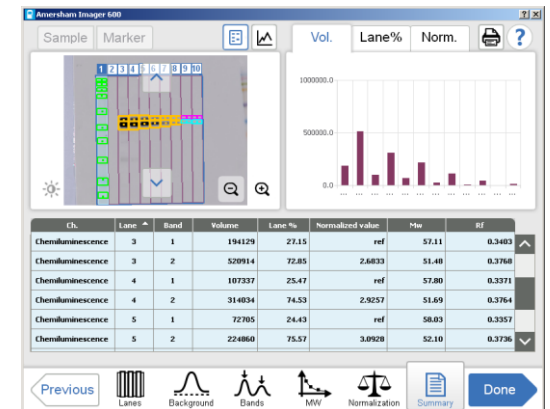 Amersham Imager 600
Sample Marker Vol. Lane% Norm. ?
1 2 3 4 5 6 7 8 9 10
1000000.0
500000.0
0.0
Ch. Lane Band Volume Lane % Normalized value Mw Rf
Chemiluminescence 3 1 194129 27.15 ref 57.11 0.3403
Chemiluminescence 3 2 520914 72.85 2.6833 51.48 0.3768
Chemiluminescence 4 1 107337 25.47 ref 57.80 0.3371
Chemiluminescence 4 2 314034 74.53 2.9257 51.69 0.3764
Chemiluminescence 5 1 72705 24.43 ref 58.03 0.3357
Chemiluminescence 5 2 224860 75.57 3.0928 52.10 0.3736
Previous Lanes Background Bands MW Normalization Summary Done